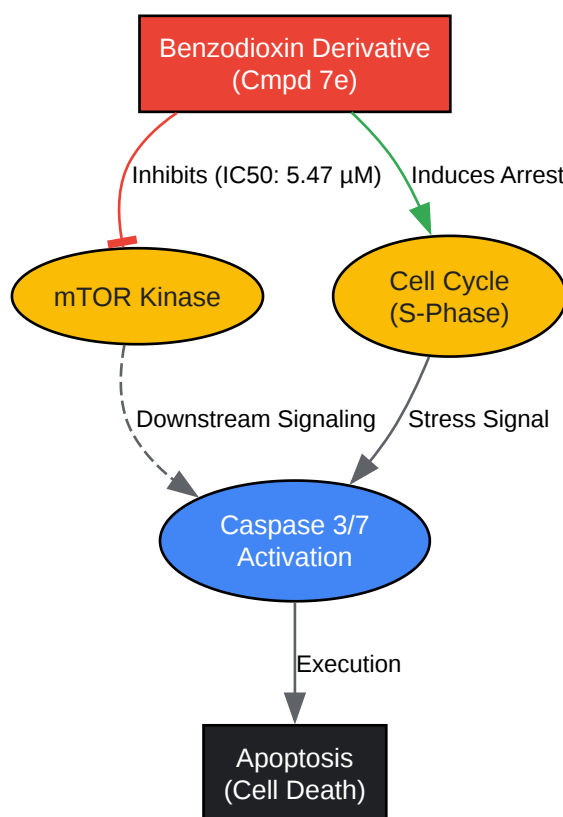 Benzodioxin Derivative
(Cmpd 7e)
Inhibits (IC50: 5.47 µM)
Induces Arrest
mTOR Kinase
Cell Cycle
(S-Phase)
Downstream Signaling
Stress Signal
Caspase 3/7
Activation
Execution
Apoptosis
(Cell Death)